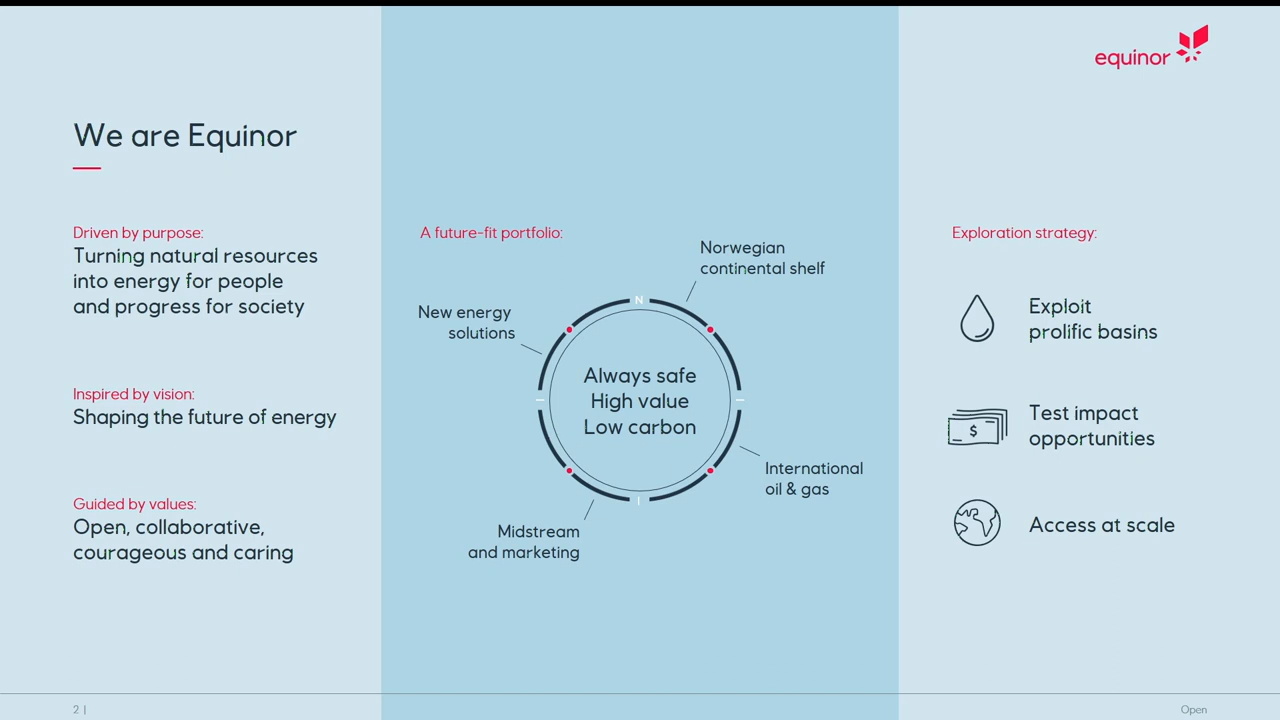 equinor
We are Equinor
Driven by purpose:
Turning natural resources
into energy for people
and progress for society
Inspired by vision:
Shaping the future of energy
Guided by values:
Open, collaborative,
courageous and caring
A future-fit portfolio:
Norwegian
continental shelf
New energy
solutions
N
Always safe
High value
Low carbon
International
oil & gas
Midstream
and marketing
Exploration strategy:
Exploit
prolific basins
$
Test impact
opportunities
Access at scale
2 |
Open